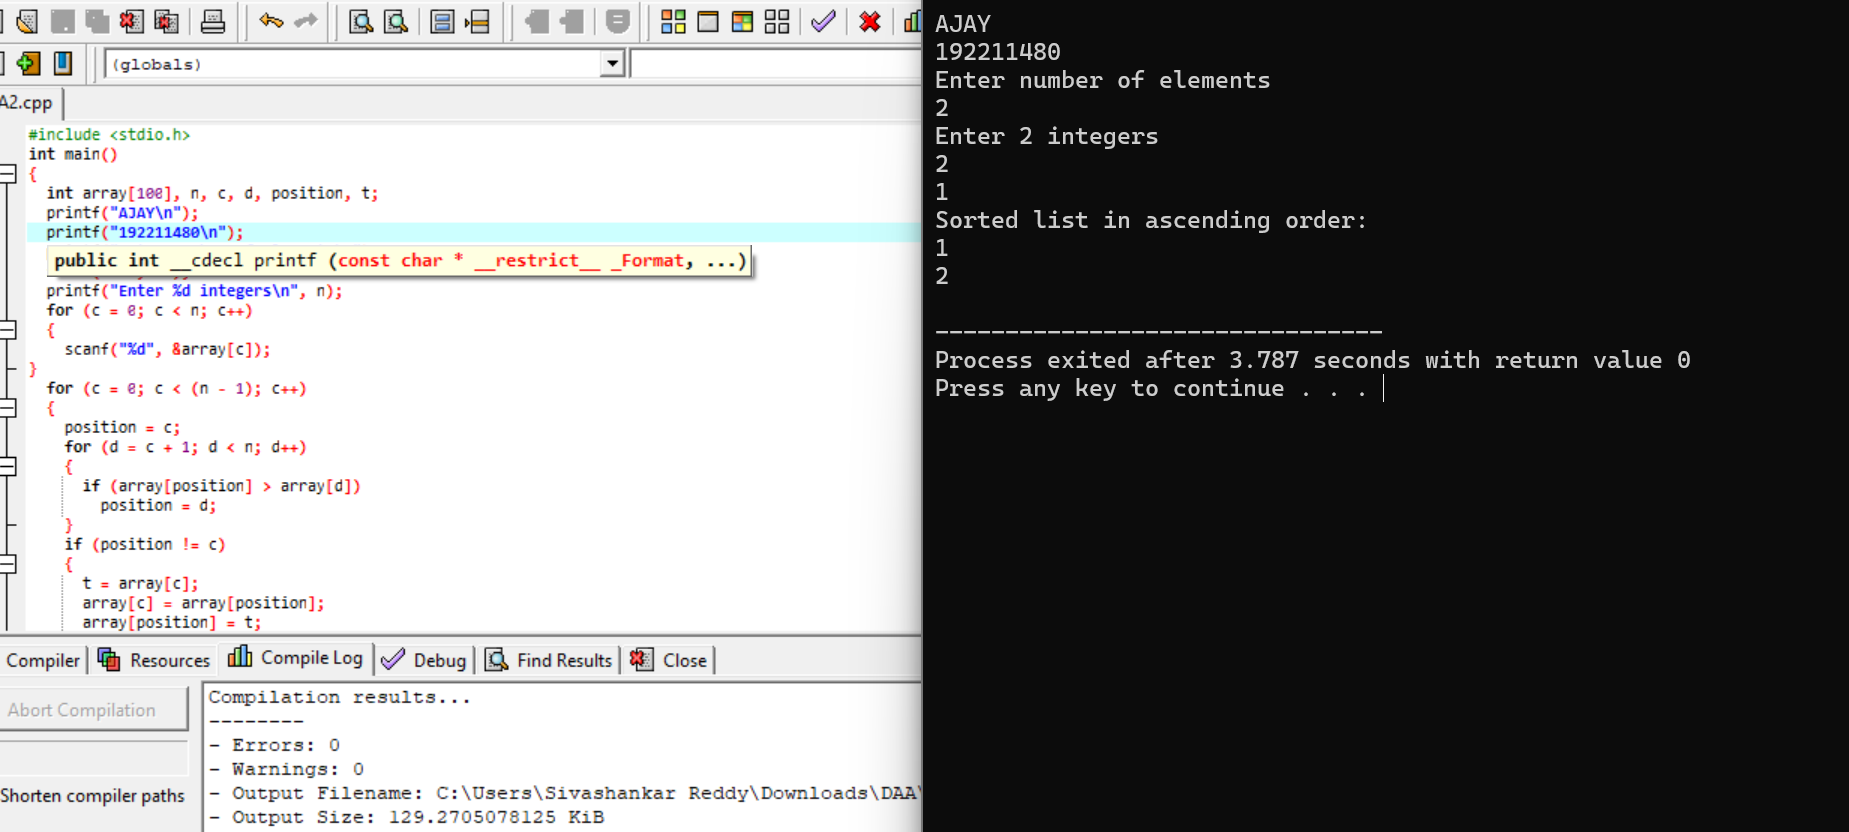 (globals)
A2.cpp
#include <stdio.h>
int main()
{
int array[100], n, c, d, position, t;
printf("AJAY\n");
printf("192211480\n");
public int __cdecl printf (const char * __restrict__ _Format, ...)
printf("Enter %d integers\n", n);
for (c = 0; c < n; c++)
{
scanf("%d", &array[c]);
}
for (c = 0; c < (n - 1); c++)
{
position = c;
for (d = c + 1; d < n; d++)
{
if (array[position] > array[d])
position = d;
}
if (position != c)
{
t = array[c];
array[c] = array[position];
array[position] = t;
Compiler Resources Compile Log Debug Find Results Close
Abort Compilation
Shorten compiler paths
Compilation results...
--------
- Errors: 0
- Warnings: 0
- Output Filename: C:\Users\Sivashankar Reddy\Downloads\DAA\
- Output Size: 129.2705078125 KiB
AJAY
192211480
Enter number of elements
2
Enter 2 integers
2
1
Sorted list in ascending order:
1
2
--------------------------------
Process exited after 3.787 seconds with return value 0
Press any key to continue . . .